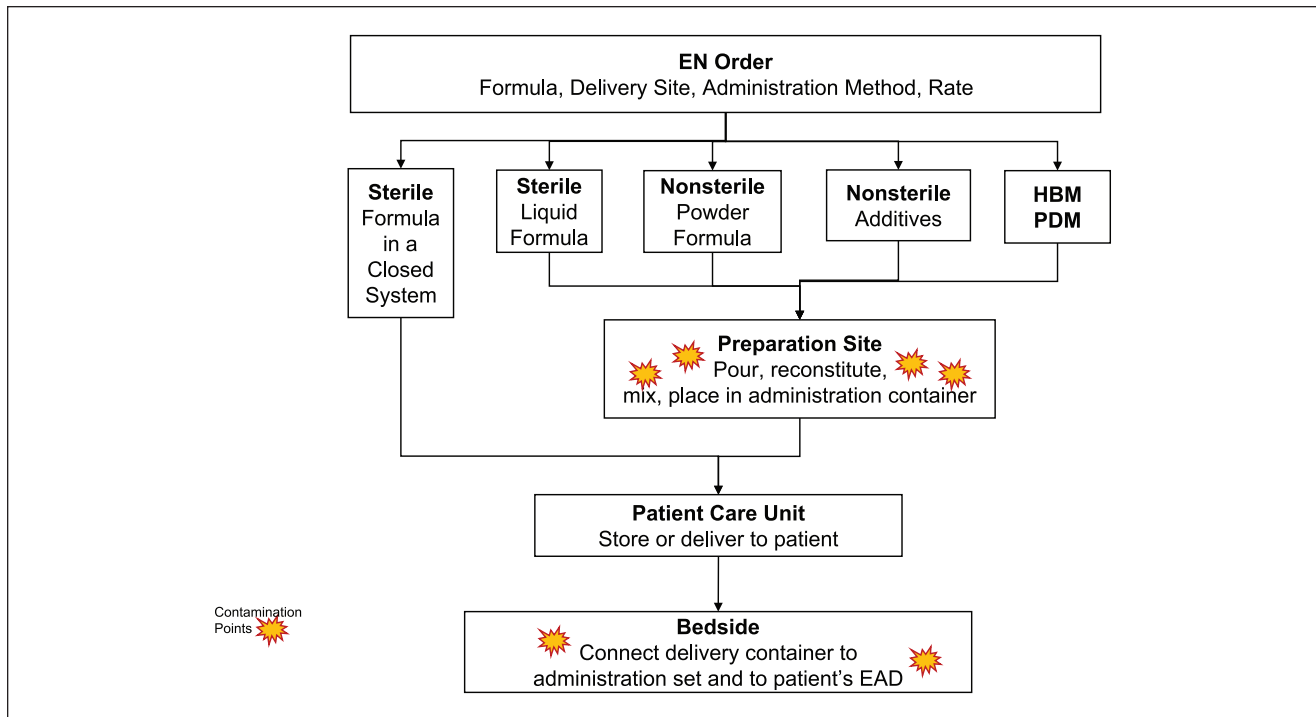 EN Order
Formula, Delivery Site, Administration Method, Rate
Sterile
Formula
in a
Closed
System
Sterile
Liquid
Formula
Nonsterile
Powder
Formula
Nonsterile
Additives
HBM
PDM
Preparation Site
Pour, reconstitute,
mix, place in administration container
Patient Care Unit
Store or deliver to patient
Contamination
Points
Bedside
Connect delivery container to
administration set and to patient's EAD